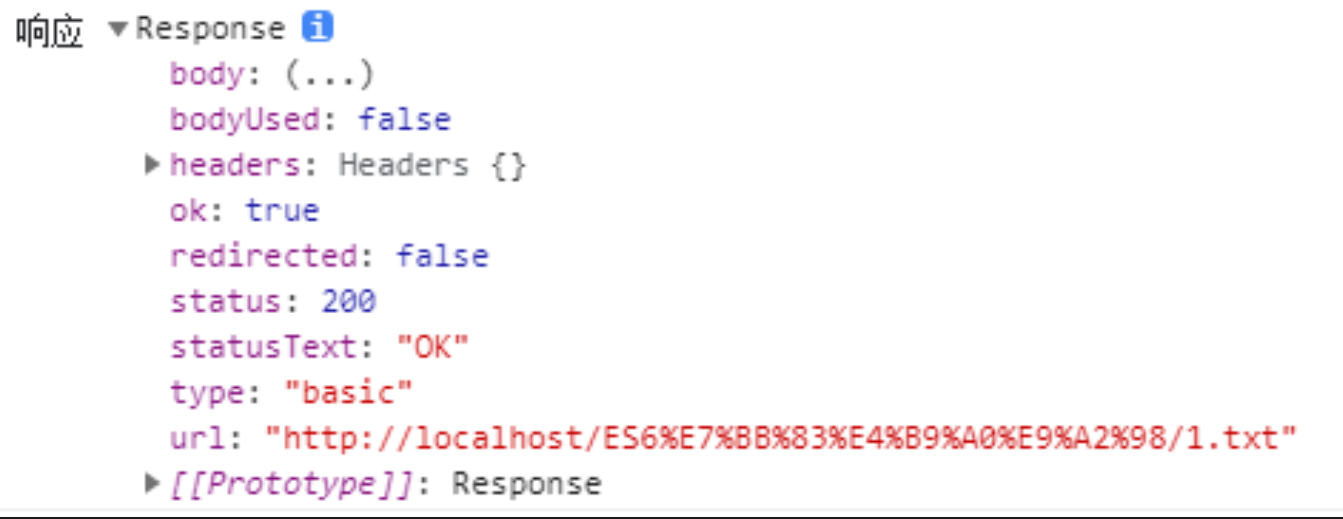 响应 ▼Response i
body: (...)
bodyUsed: false
▶headers: Headers {}
ok: true
redirected: false
status: 200
statusText: "OK"
type: "basic"
url: "http://localhost/ES6%E7%BB%83%E4%B9%A0%E9%A2%98/1.txt"
▶[[Prototype]]: Response